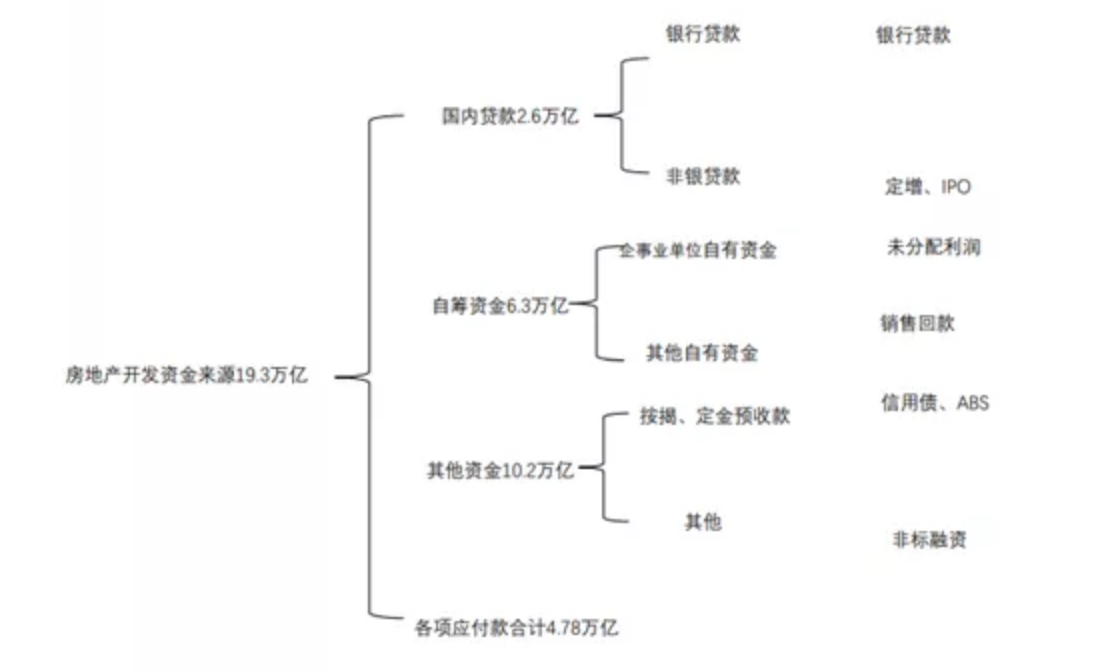 银行贷款
银行贷款
国内贷款2.6万亿
非银贷款
定增、IPO
企事业单位自有资金
未分配利润
自筹资金6.3万亿
销售回款
其他自有资金
房地产开发资金来源19.3万亿
信用债、ABS
按揭、定金预收款
其他资金10.2万亿
其他
非标融资
各项应付款合计4.78万亿